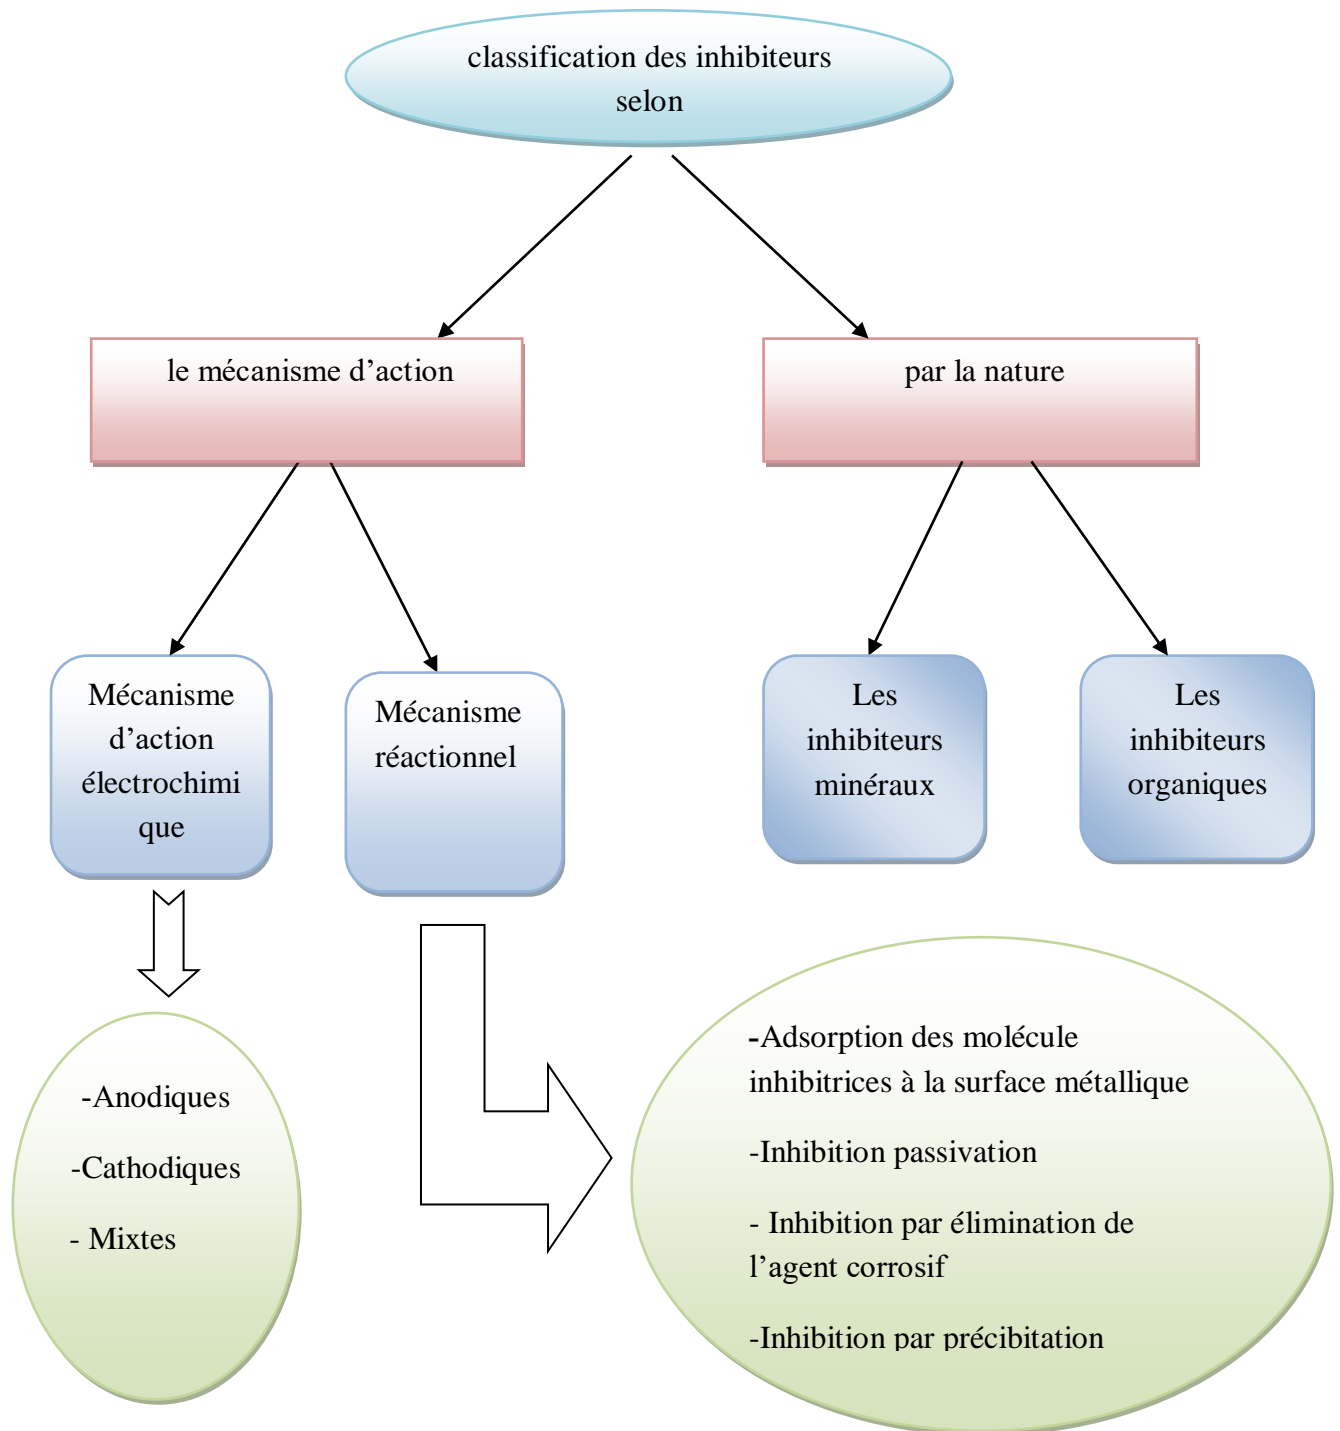 classification des inhibiteurs
selon
le mécanisme d’action
par la nature
Mécanisme
d’action
électrochimi
que
Mécanisme
réactionnel
Les
inhibiteurs
minéraux
Les
inhibiteurs
organiques
-Anodiques
-Cathodiques
- Mixtes
-Adsorption des molécule
inhibitrices à la surface métallique
-Inhibition passivation
- Inhibition par élimination de
l’agent corrosif
-Inhibition par précibitation